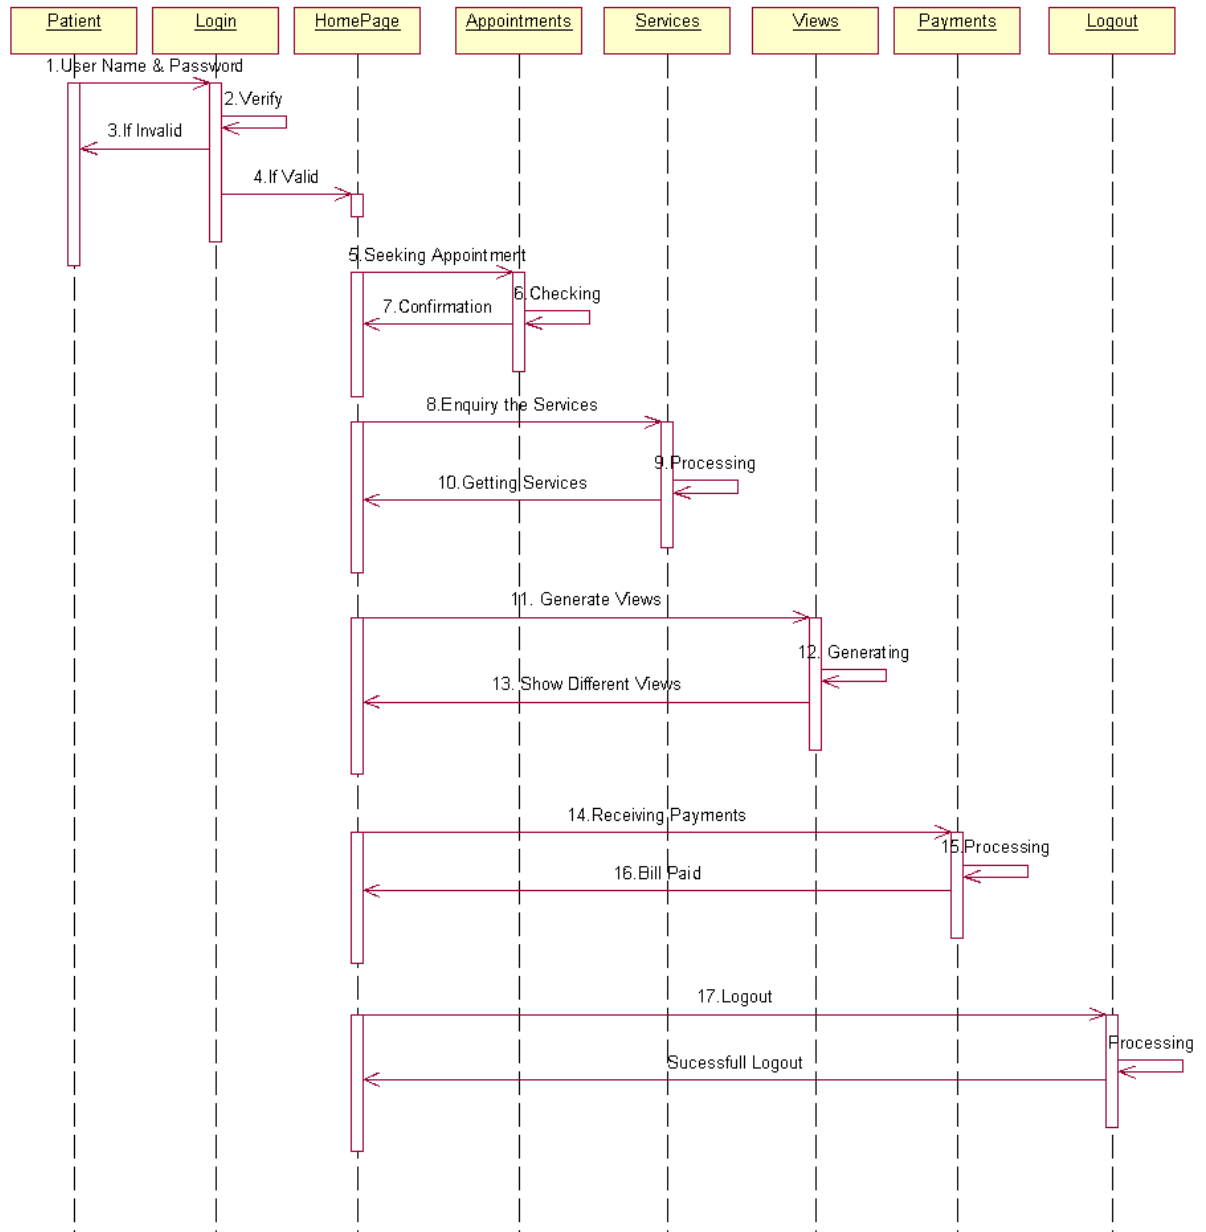 Patient
Login
HomePage
Appointments
Services
Views
Payments
Logout
1.User Name & Password
2.Verify
3.If Invalid
4.If Valid
5.Seeking Appointment
6.Checking
7.Confirmation
8.Enquiry the Services
9.Processing
10.Getting Services
11. Generate Views
12. Generating
13. Show Different Views
14.Receiving Payments
15.Processing
16.Bill Paid
17.Logout
Processing
Sucessfull Logout